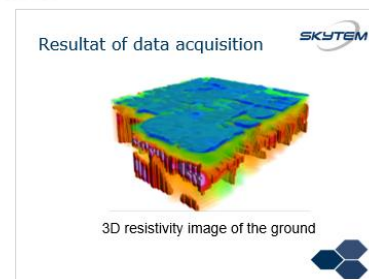 Resultat of data acquisition
SKYTEM
3D resistivity image of the ground